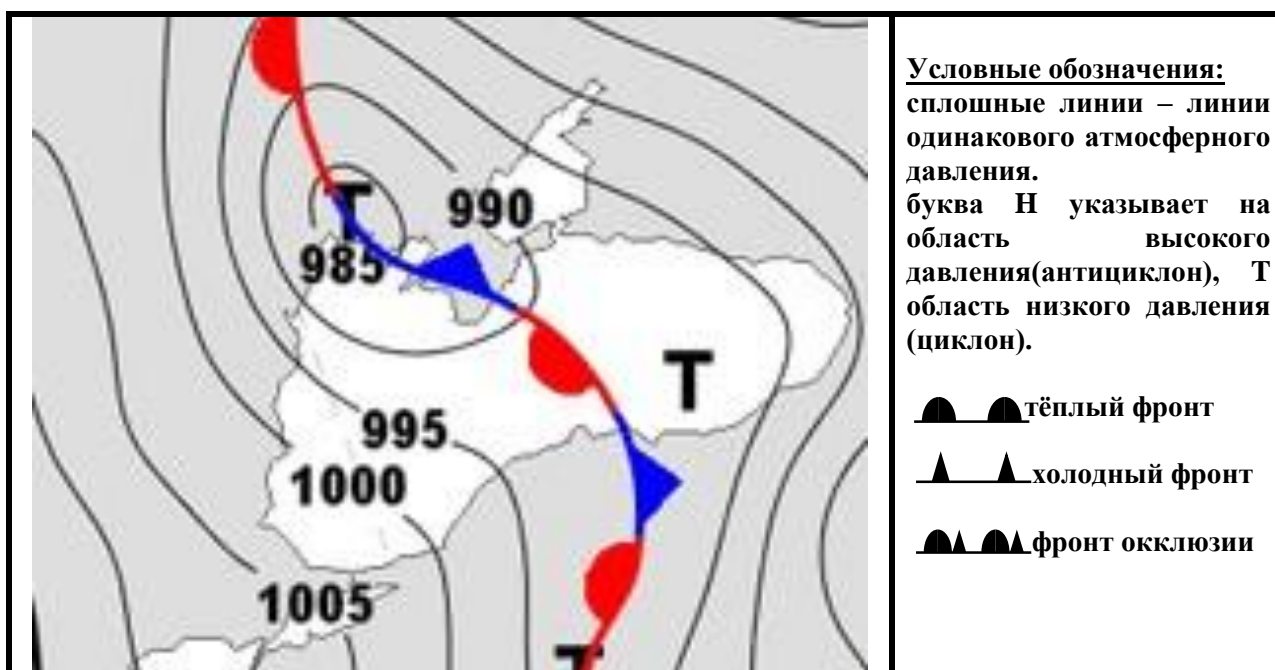 Т
990
985
Т
995
1000
1005
Т
Условные обозначения:
сплошные линии – линии
одинакового атмосферного
давления.
буква Н указывает на
область высокого
давления(антициклон), Т
область низкого давления
(циклон).
тёплый фронт
холодный фронт
фронт окклюзии